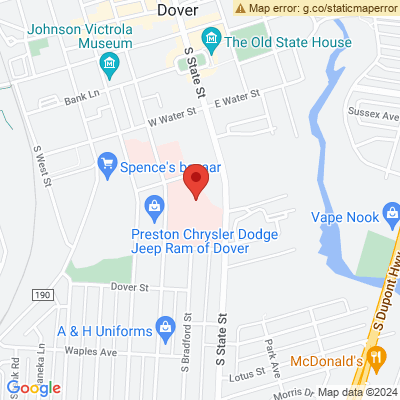 Map error: g.co/staticmaperror
Dover
Johnson Victrola
Museum
The Old State House
S State St
Bank Ln
W Water St
E Water St
Sussex Ave
S West St
Spence's bazaar
Preston Chrysler Dodge
Jeep Ram of Dover
Vape Nook
S Dupont Hwy
190
Dover St
A & H Uniforms
S Bradford St
S State St
Waples Ave
Park Ave
McDonald's
Lotus St
Morris Dr
Google
Map data ©2024